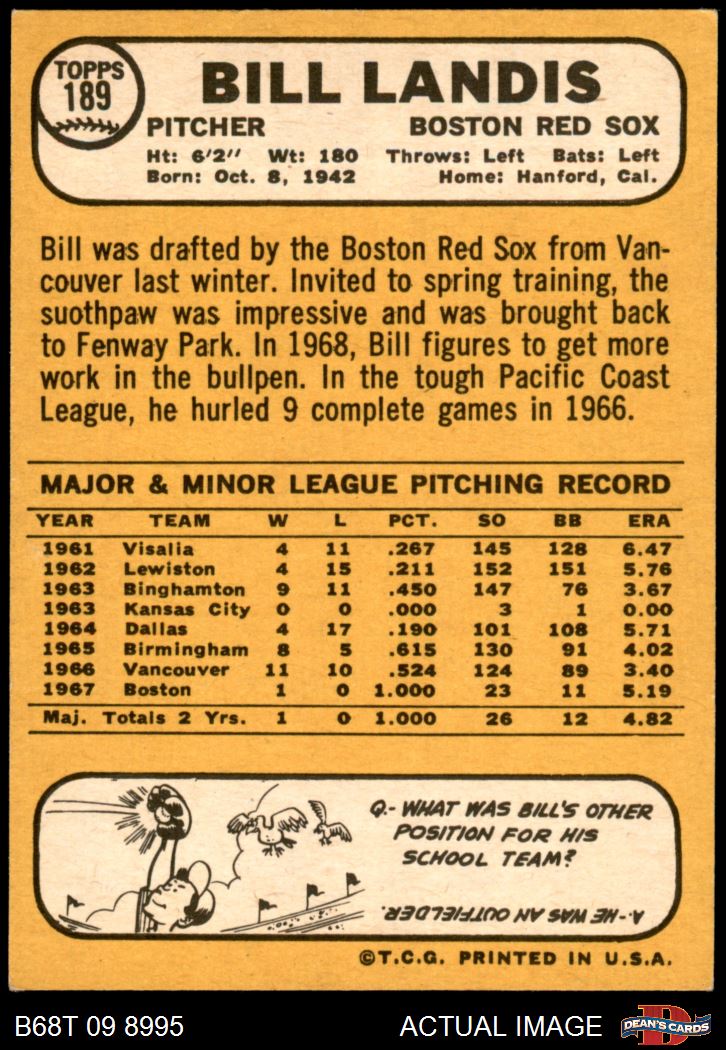 TOPPS
189
BILL LANDIS
PITCHER BOSTON RED SOX
Ht: 6'2" Wt: 180 Throws: Left Bats: Left
Born: Oct. 8, 1942 Home: Hanford, Cal.
Bill was drafted by the Boston Red Sox from Van-
couver last winter. Invited to spring training, the
suothpaw was impressive and was brought back
to Fenway Park. In 1968, Bill figures to get more
work in the bullpen. In the tough Pacific Coast
League, he hurled 9 complete games in 1966.
MAJOR & MINOR LEAGUE PITCHING RECORD
YEAR TEAM W L PCT. SO BB ERA
1961 Visalia 4 11 .267 145 128 6.47
1962 Lewiston 4 15 .211 152 151 5.76
1963 Binghamton 9 11 .450 147 76 3.67
1963 Kansas City 0 0 .000 3 1 0.00
1964 Dallas 4 17 .190 101 108 5.71
1965 Birmingham 8 5 .615 130 91 4.02
1966 Vancouver 11 10 .524 124 89 3.40
1967 Boston 1 0 1.000 23 11 5.19
Maj. Totals 2 Yrs. 1 0 1.000 26 12 4.82
Q.- WHAT WAS BILL'S OTHER
POSITION FOR HIS
SCHOOL TEAM?
A.- HE WAS AN OUTFIELDER.
©T.C.G. PRINTED IN U.S.A.
B68T 09 8995 ACTUAL IMAGE D DEAN'S CARDS